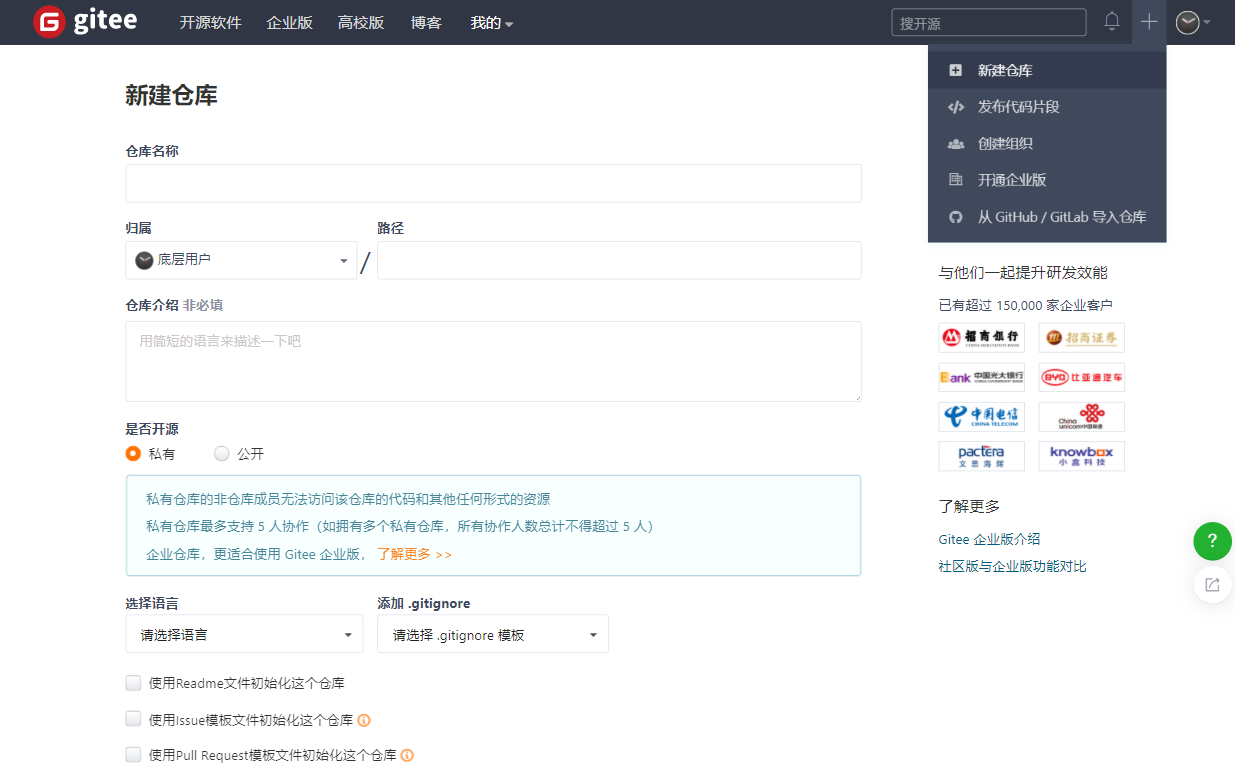 gitee 开源软件 企业版 高校版 博客 我的 搜开源
新建仓库
发布代码片段
创建组织
开通企业版
从 GitHub / GitLab 导入仓库
新建仓库
仓库名称
归属 路径
底层用户 /
仓库介绍 非必填
用简短的语言来描述一下吧
是否开源
私有 公开
私有仓库的非仓库成员无法访问该仓库的代码和其他任何形式的资源
私有仓库最多支持 5 人协作（如拥有多个私有仓库，所有协作人数总计不得超过 5 人）
企业仓库，更适合使用 Gitee 企业版， 了解更多 >>
选择语言 添加 .gitignore
请选择语言 请选择 .gitignore 模板
使用Readme文件初始化这个仓库
使用Issue模板文件初始化这个仓库
使用Pull Request模板文件初始化这个仓库
与他们一起提升研发效能
已有超过 150,000 家企业客户
招商银行 招商证券
CHINA MERCHANTS BANK
Bank 中国光大银行 BYD 比亚迪汽车
CHINA EVERBRIGHT BANK
中国电信 China
CHINA TELECOM unicom中国联通
pactera knowbox
文思海辉 小盒科技
了解更多
Gitee 企业版介绍
社区版与企业版功能对比
?